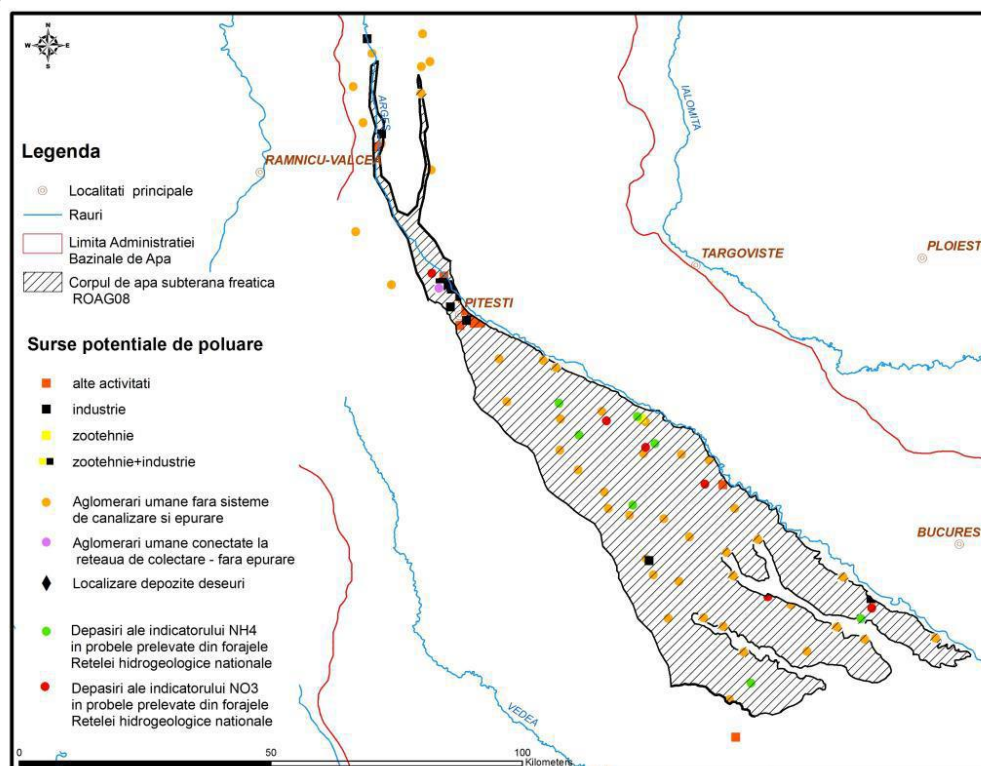 N
W E
S
ARGES
IALOMITA
Legenda
RAMNICU-VALCEA
Localitati principale
Rauri
Limita Administratiei
Bazinale de Apa
Corpul de apa subterana freatica
ROAG08
TARGOVISTE
PLOIEST
PITESTI
Surse potentiale de poluare
alte activitati
industrie
zootehnie
zootehnie+industrie
Aglomerari umane fara sisteme
de canalizare si epurare
Aglomerari umane conectate la
reteaua de colectare - fara epurare
Localizare depozite deseuri
Depasiri ale indicatorului NH4
in probele prelevate din forajele
Retelei hidrogeologice nationale
Depasiri ale indicatorului NO3
in probele prelevate din forajele
Retelei hidrogeologice nationale
BUCURES
VEDEA
0 50 100
Kilometers